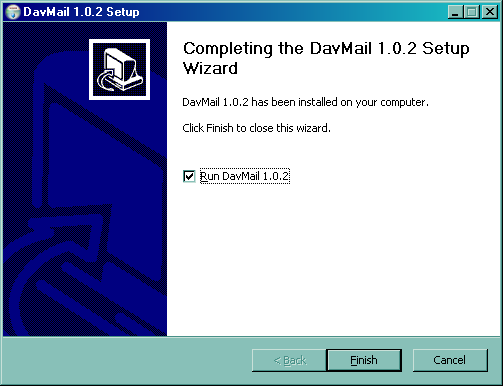 DavMail 1.0.2 Setup
Completing the DavMail 1.0.2 Setup
Wizard
DavMail 1.0.2 has been installed on your computer.
Click Finish to close this wizard.
Run DavMail 1.0.2
< Back Finish Cancel